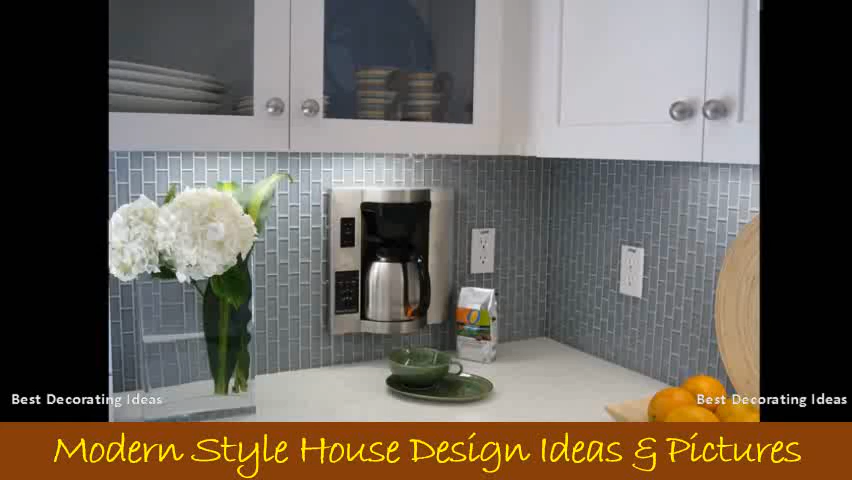 Best Decorating Ideas
Best Decorating Ideas
Modern Style House Design Ideas & Pictures